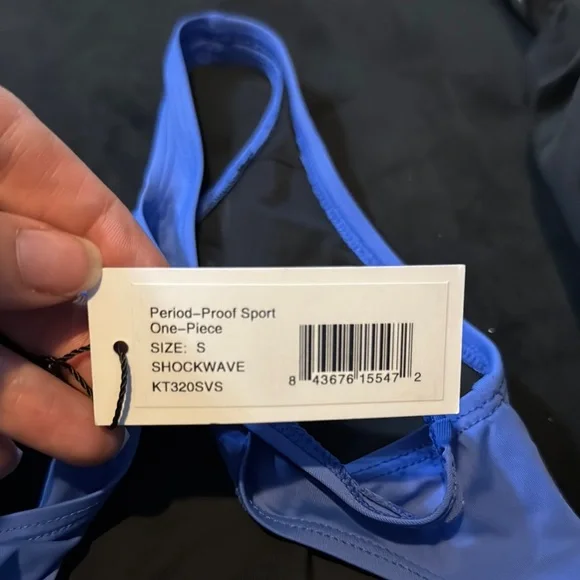 Period-Proof Sport
One-Piece
SIZE: S
SHOCKWAVE
KT320SVS
8 43676 15547 2